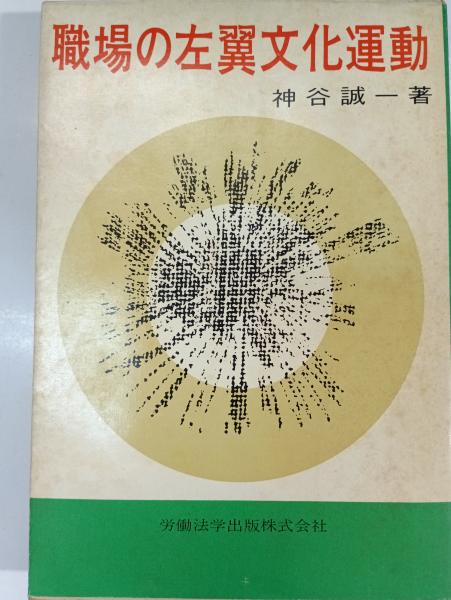 職場の左翼文化運動
神谷誠一著
労働法学出版株式会社